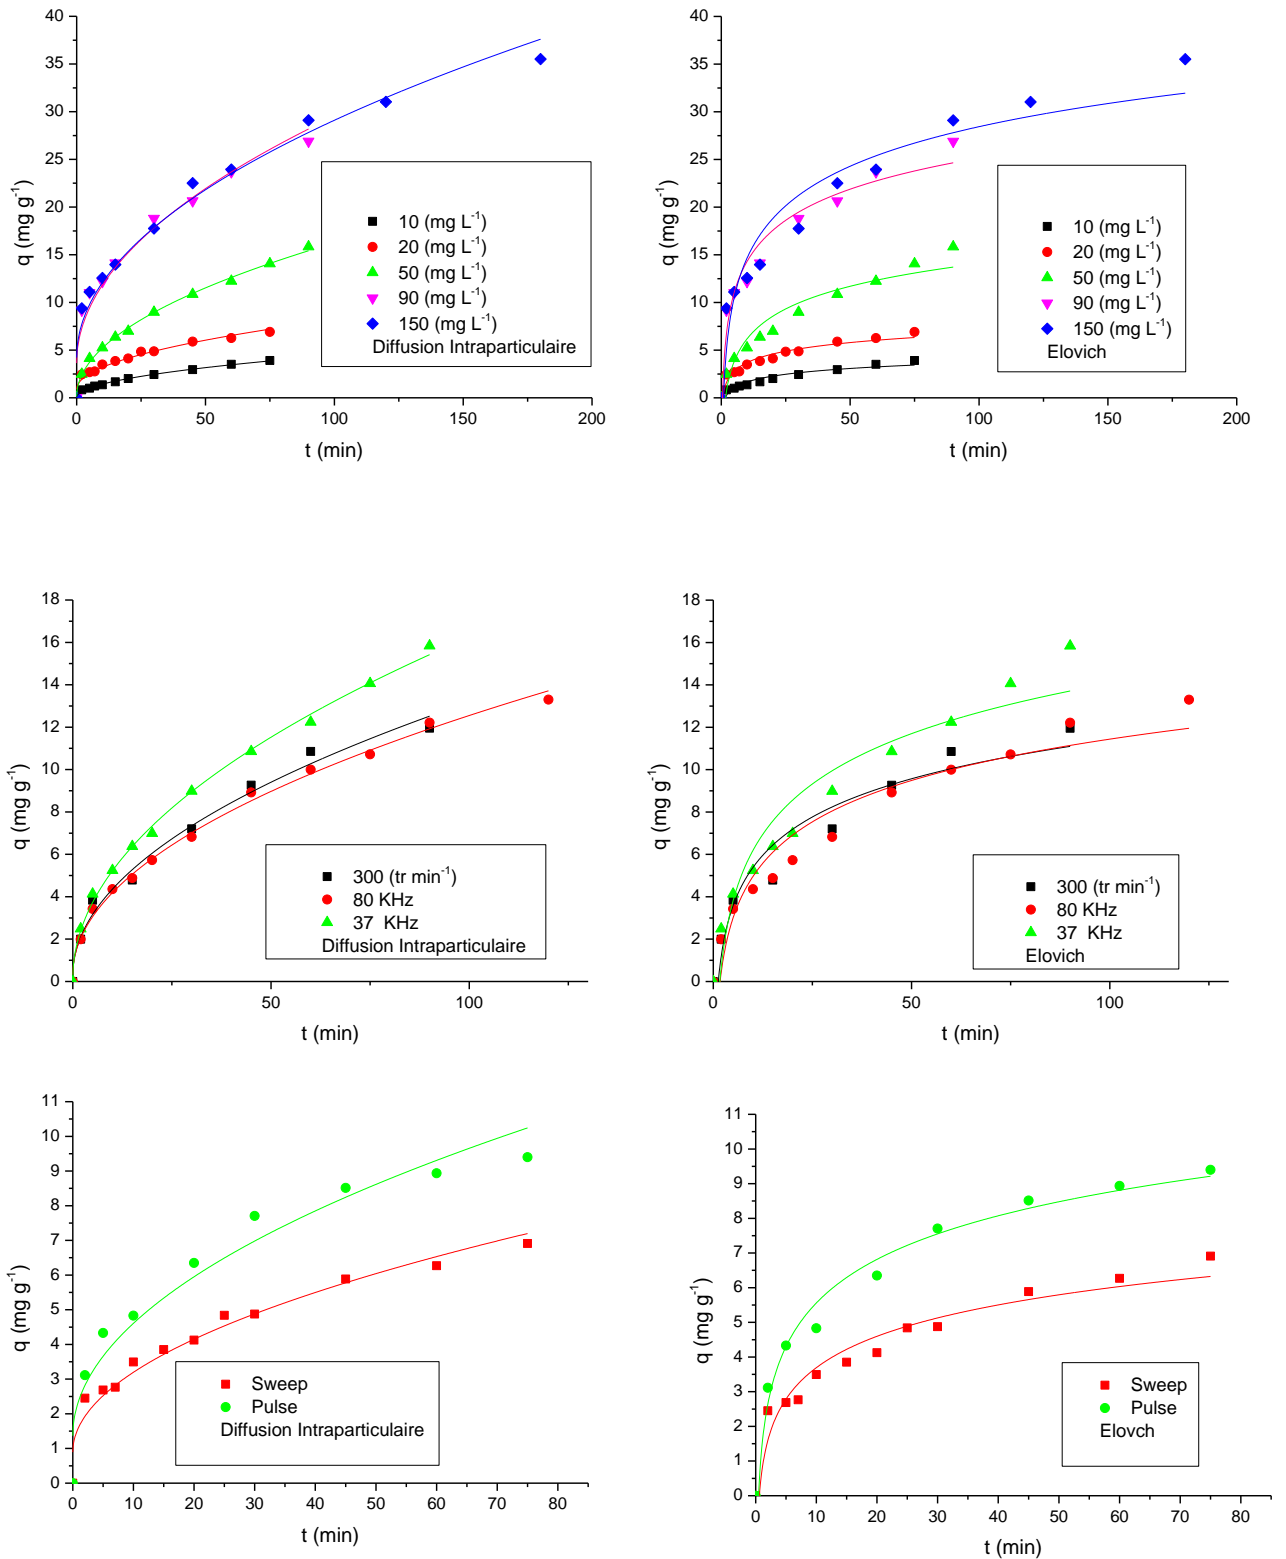 40
35
30
25
20
15
10
5
0
q (mg g⁻¹)
10 (mg L⁻¹)
20 (mg L⁻¹)
50 (mg L⁻¹)
90 (mg L⁻¹)
150 (mg L⁻¹)
Diffusion Intraparticulaire
0 50 100 150 200
t (min)
40
35
30
25
20
15
10
5
0
q (mg g⁻¹)
10 (mg L⁻¹)
20 (mg L⁻¹)
50 (mg L⁻¹)
90 (mg L⁻¹)
150 (mg L⁻¹)
Elovich
0 50 100 150 200
t (min)
18
16
14
12
10
8
6
4
2
0
q (mg g⁻¹)
300 (tr min⁻¹)
80 KHz
37 KHz
Diffusion Intraparticulaire
0 50 100
t (min)
18
16
14
12
10
8
6
4
2
0
q (mg g⁻¹)
300 (tr min⁻¹)
80 KHz
37 KHz
Elovich
0 50 100
t (min)
11
10
9
8
7
6
5
4
3
2
1
0
q (mg g⁻¹)
Sweep
Pulse
Diffusion Intraparticulaire
0 10 20 30 40 50 60 70 80
t (min)
11
10
9
8
7
6
5
4
3
2
1
0
q (mg g⁻¹)
Sweep
Pulse
Elovch
0 10 20 30 40 50 60 70 80
t (min)